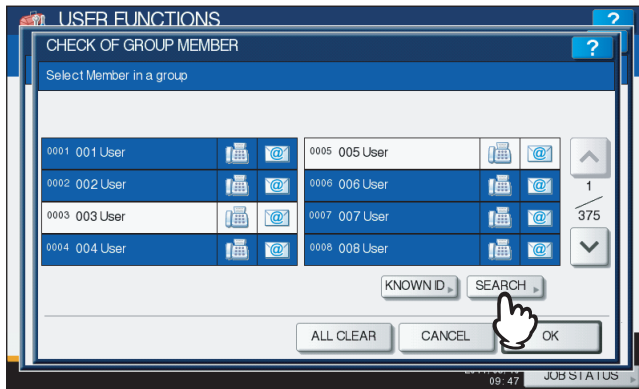 USER FUNCTIONS
?
CHECK OF GROUP MEMBER
?
Select Member in a group
0001 001 User @
0005 005 User @
0002 002 User @
0006 006 User @
1
0003 003 User @
0007 007 User @
375
0004 004 User @
0008 008 User @
KNOWN ID
SEARCH
ALL CLEAR
CANCEL
OK
09:47
JOB STATUS